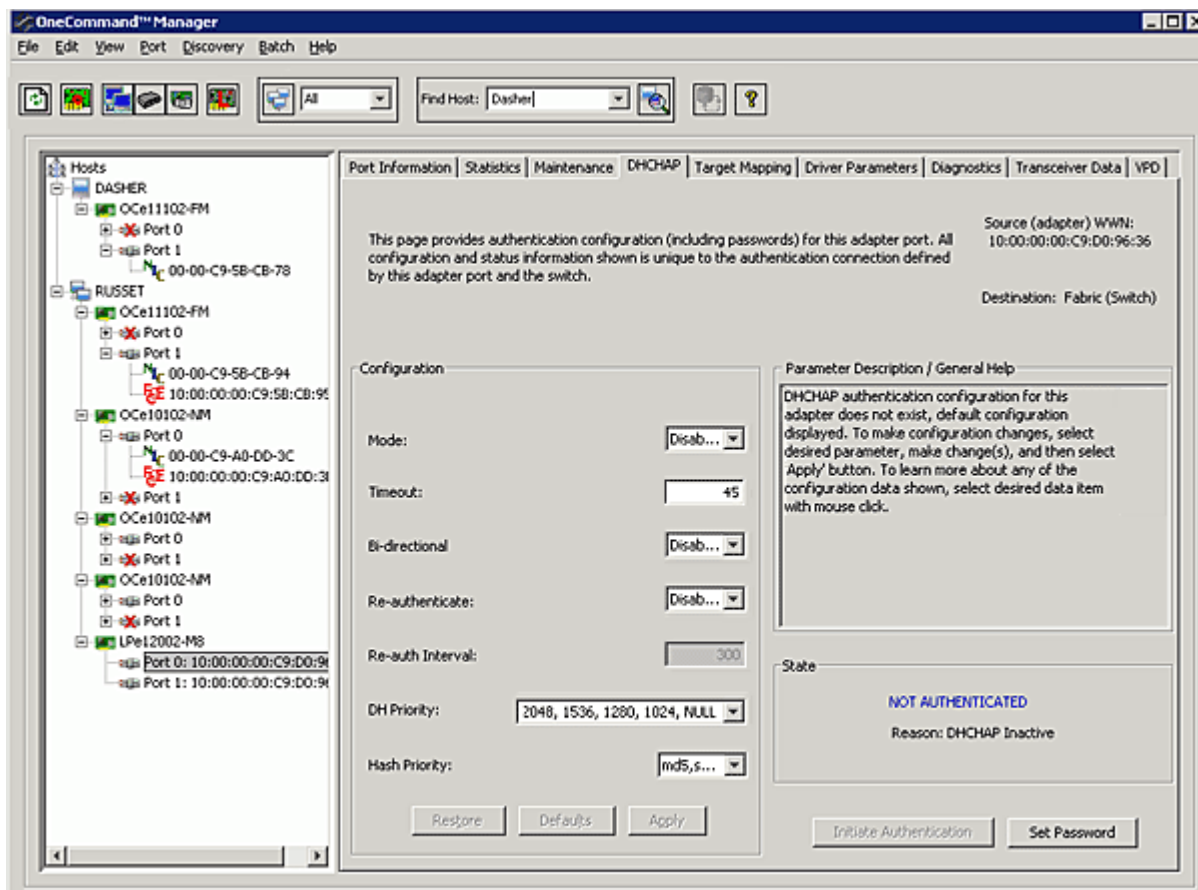 OneCommand™ Manager
File Edit View Port Discovery Batch Help
All
Find Host: Dasher
?
Hosts
DASHER
OCe11102-FM
Port 0
Port 1
NIC 00-00-C9-5B-CB-78
RUSSET
OCe11102-FM
Port 0
Port 1
NIC 00-00-C9-5B-CB-94
FCoE 10:00:00:00:C9:5B:CB:95
OCe10102-NM
Port 0
NIC 00-00-C9-A0-DD-3C
FCoE 10:00:00:00:C9:A0:DD:3
Port 1
OCe10102-NM
Port 0
Port 1
OCe10102-NM
Port 0
Port 1
LPe12002-M8
Port 0: 10:00:00:00:C9:D0:96
Port 1: 10:00:00:00:C9:D0:96
Port Information Statistics Maintenance DHCHAP Target Mapping Driver Parameters Diagnostics Transceiver Data VPD
This page provides authentication configuration (including passwords) for this adapter port. All
configuration and status information shown is unique to the authentication connection defined
by this adapter port and the switch.
Source (adapter) WWN:
10:00:00:00:C9:D0:96:36
Destination: Fabric (Switch)
Configuration
Mode: Disab...
Timeout: 45
Bi-directional Disab...
Re-authenticate: Disab...
Re-auth Interval: 300
DH Priority: 2048, 1536, 1280, 1024, NULL
Hash Priority: md5,s...
Restore Defaults Apply
Parameter Description / General Help
DHCHAP authentication configuration for this
adapter does not exist, default configuration
displayed. To make configuration changes, select
desired parameter, make change(s), and then select
'Apply' button. To learn more about any of the
configuration data shown, select desired data item
with mouse click.
State
NOT AUTHENTICATED
Reason: DHCHAP Inactive
Initiate Authentication Set Password